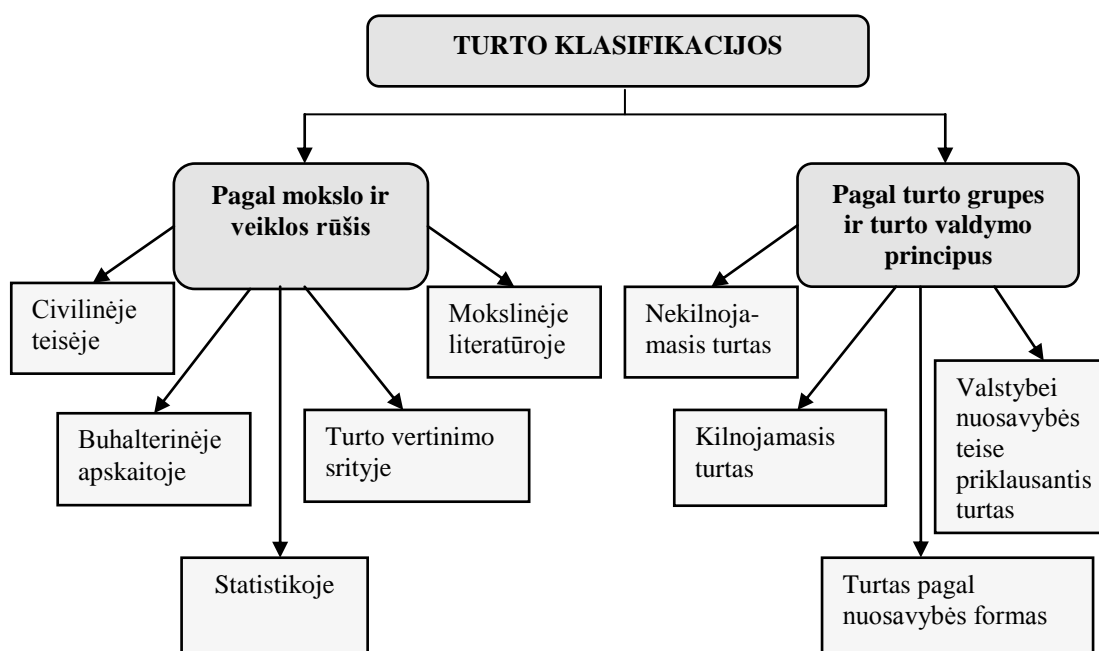 TURTO KLASIFIKACIJOS
Pagal mokslo ir
veiklos rūšis
Pagal turto grupes
ir turto valdymo
principus
Civilinėje
teisėje
Mokslinėje
literatūroje
Nekilnoja-
masis turtas
Buhalterinėje
apskaitoje
Turto vertinimo
srityje
Kilnojamasis
turtas
Valstybei
nuosavybės
teise
priklausantis
turtas
Statistikoje
Turtas pagal
nuosavybės formas